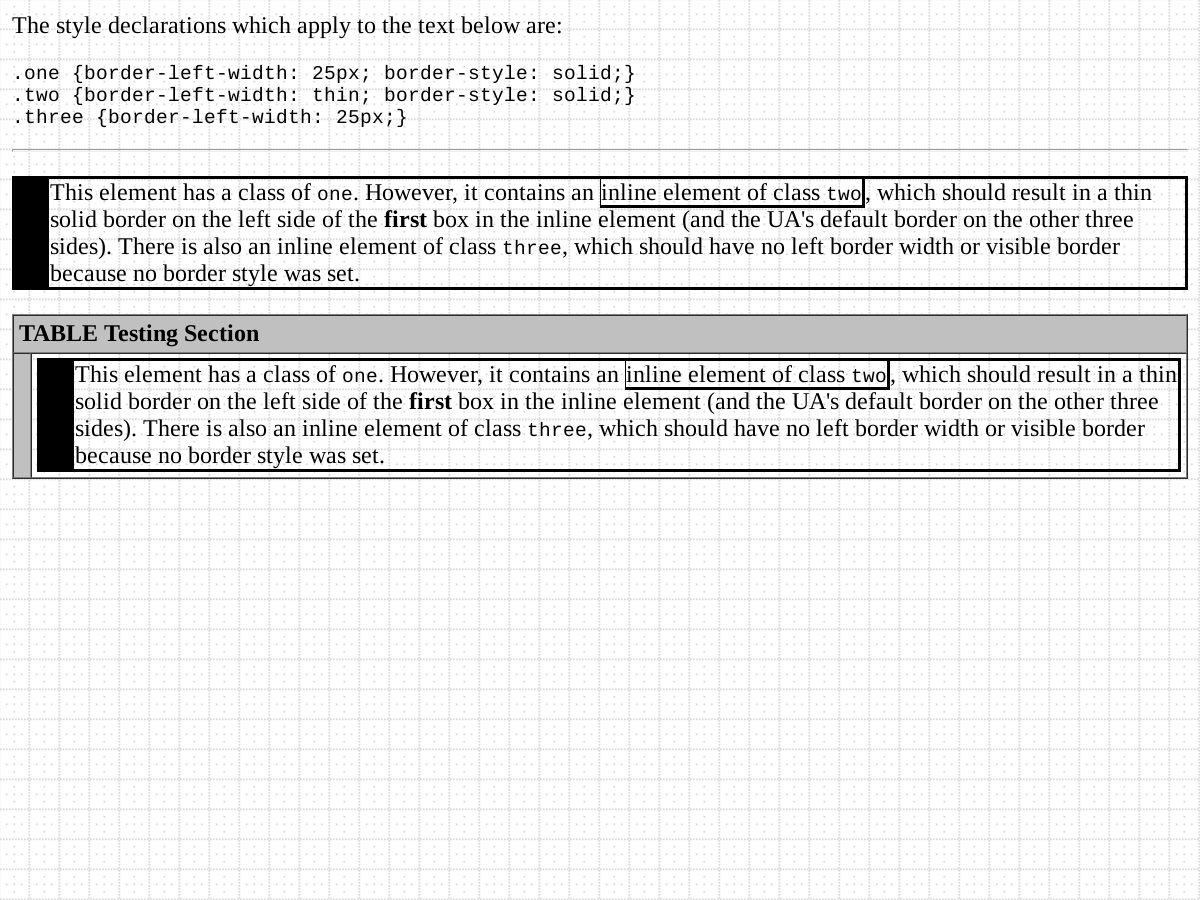 The style declarations which apply to the text below are:
.one {border-left-width: 25px; border-style: solid;}
.two {border-left-width: thin; border-style: solid;}
.three {border-left-width: 25px;}
This element has a class of one. However, it contains an inline element of class two, which should result in a thin
solid border on the left side of the first box in the inline element (and the UA's default border on the other three
sides). There is also an inline element of class three, which should have no left border width or visible border
because no border style was set.
TABLE Testing Section
This element has a class of one. However, it contains an inline element of class two, which should result in a thin
solid border on the left side of the first box in the inline element (and the UA's default border on the other three
sides). There is also an inline element of class three, which should have no left border width or visible border
because no border style was set.